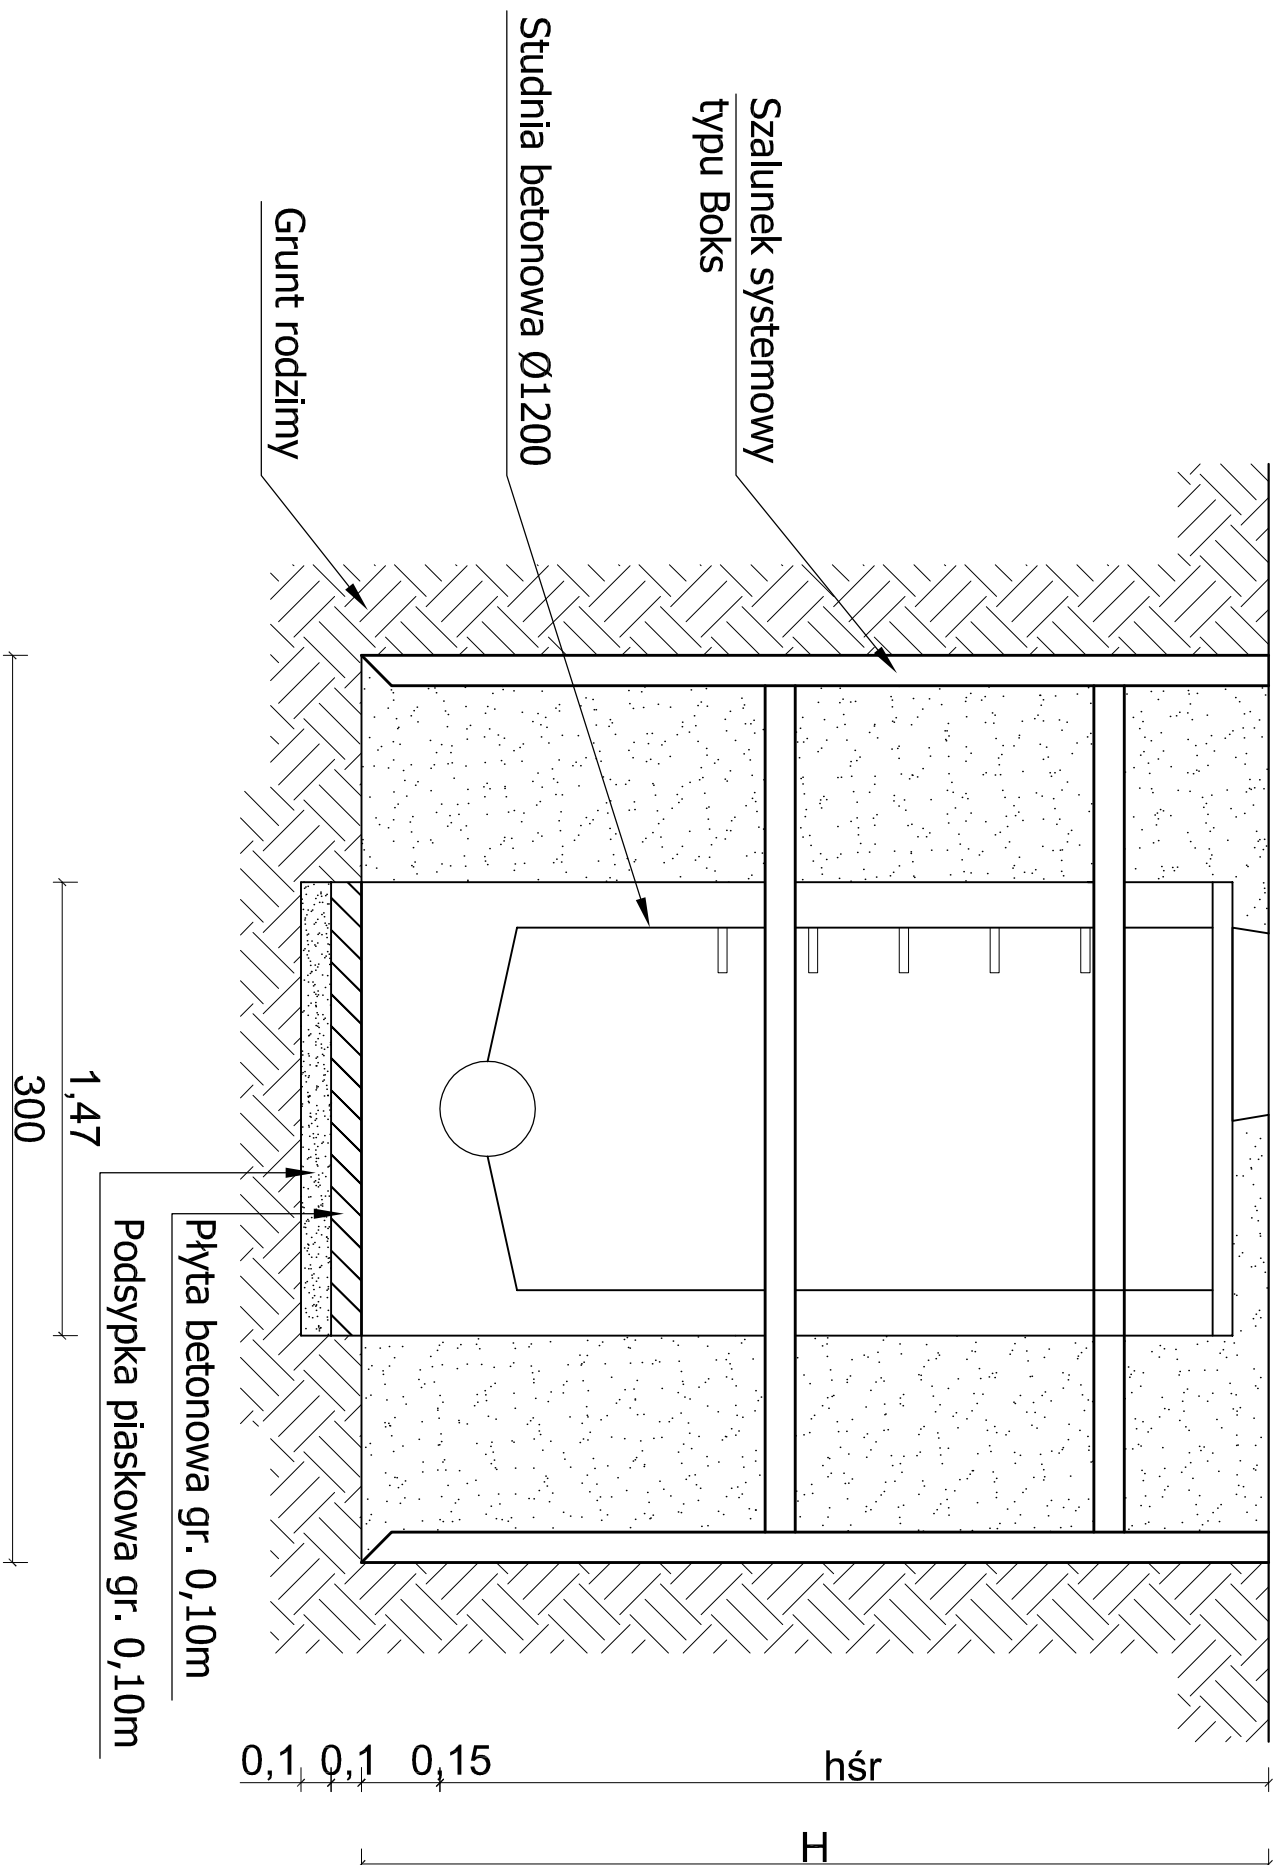 Szalunek systemowy
typu Boks
Studnia betonowa Ø1200
Grunt rodzimy
1,47
300
Płyta betonowa gr. 0,10m
Podsypka piaskowa gr. 0,10m
0,1
0,1
0,15
hśr
H